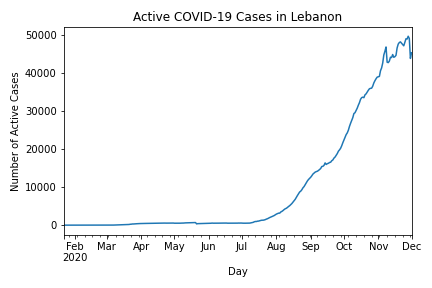 Active COVID-19 Cases in Lebanon
50000
40000
30000
20000
10000
0
Number of Active Cases
Feb Mar Apr May Jun Jul Aug Sep Oct Nov Dec
2020
Day